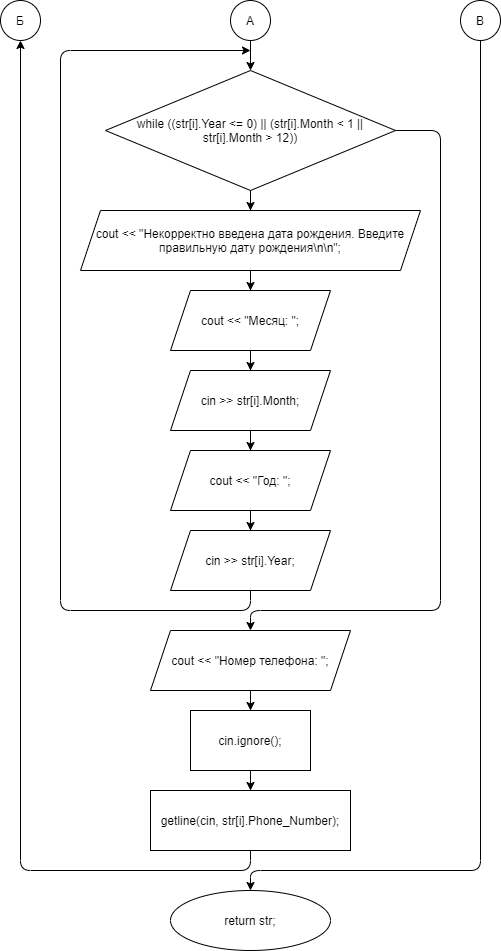 Б
А
В
while ((str[i].Year <= 0) || (str[i].Month < 1 ||
str[i].Month > 12))
cout << "Некорректно введена дата рождения. Введите
правильную дату рождения\n\n";
cout << "Месяц: ";
cin >> str[i].Month;
cout << "Год: ";
cin >> str[i].Year;
cout << "Номер телефона: ";
cin.ignore();
getline(cin, str[i].Phone_Number);
return str;